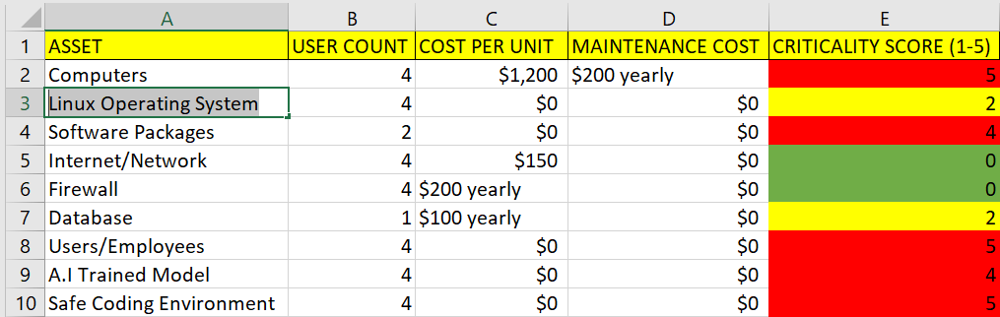 A B C D E
1 ASSET USER COUNT COST PER UNIT MAINTENANCE COST CRITICALITY SCORE (1-5)
2 Computers 4 $1,200 $200 yearly 5
3 Linux Operating System 4 $0 $0 2
4 Software Packages 2 $0 $0 4
5 Internet/Network 4 $150 $0 0
6 Firewall 4 $200 yearly $0 0
7 Database 1 $100 yearly $0 2
8 Users/Employees 4 $0 $0 5
9 A.I Trained Model 4 $0 $0 4
10 Safe Coding Environment 4 $0 $0 5